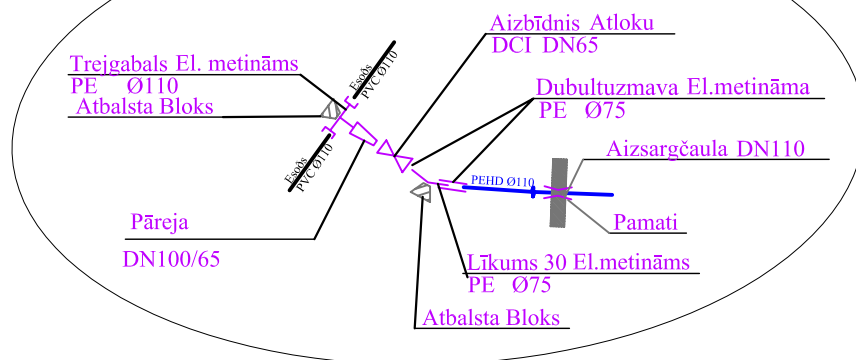 Aizbīdnis Atloku
DCI DN65
Trejgabals El. metināms
PE Ø110
Atbalsta Bloks
Esošs
PVC Ø110
Dubultuzmava El.metināma
PE Ø75
Aizsargčaula DN110
Esošs
PVC Ø110
PEHD Ø110
Pāreja
DN100/65
Pamati
Līkums 30 El.metināms
PE Ø75
Atbalsta Bloks